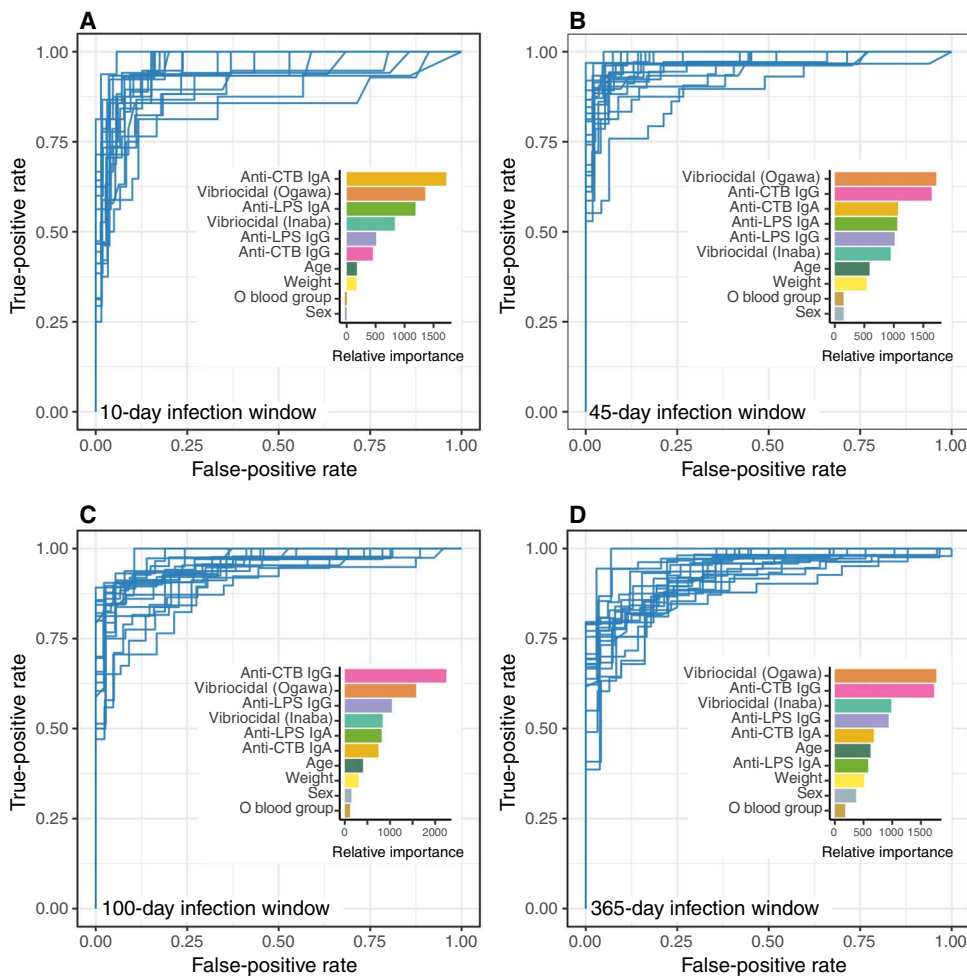 A
True-positive rate
1.00
0.75
0.50
0.25
0.00
Anti-CTB IgA
Vibriocidal (Ogawa)
Anti-LPS IgA
Vibriocidal (Inaba)
Anti-LPS IgG
Anti-CTB IgG
Age
Weight
O blood group
Sex
0 500 1000 1500
Relative importance
10-day infection window
0.00 0.25 0.50 0.75 1.00
False-positive rate
B
True-positive rate
1.00
0.75
0.50
0.25
0.00
Vibriocidal (Ogawa)
Anti-CTB IgG
Anti-CTB IgA
Anti-LPS IgA
Anti-LPS IgG
Vibriocidal (Inaba)
Age
Weight
O blood group
Sex
0 500 1000 1500
Relative importance
45-day infection window
0.00 0.25 0.50 0.75 1.00
False-positive rate
C
True-positive rate
1.00
0.75
0.50
0.25
0.00
Anti-CTB IgG
Vibriocidal (Ogawa)
Anti-LPS IgG
Vibriocidal (Inaba)
Anti-LPS IgA
Anti-CTB IgA
Age
Weight
Sex
O blood group
0 1000 2000
Relative importance
100-day infection window
0.00 0.25 0.50 0.75 1.00
False-positive rate
D
True-positive rate
1.00
0.75
0.50
0.25
0.00
Vibriocidal (Ogawa)
Anti-CTB IgG
Vibriocidal (Inaba)
Anti-LPS IgG
Anti-CTB IgA
Age
Anti-LPS IgA
Weight
Sex
O blood group
0 500 1000 1500
Relative importance
365-day infection window
0.00 0.25 0.50 0.75 1.00
False-positive rate